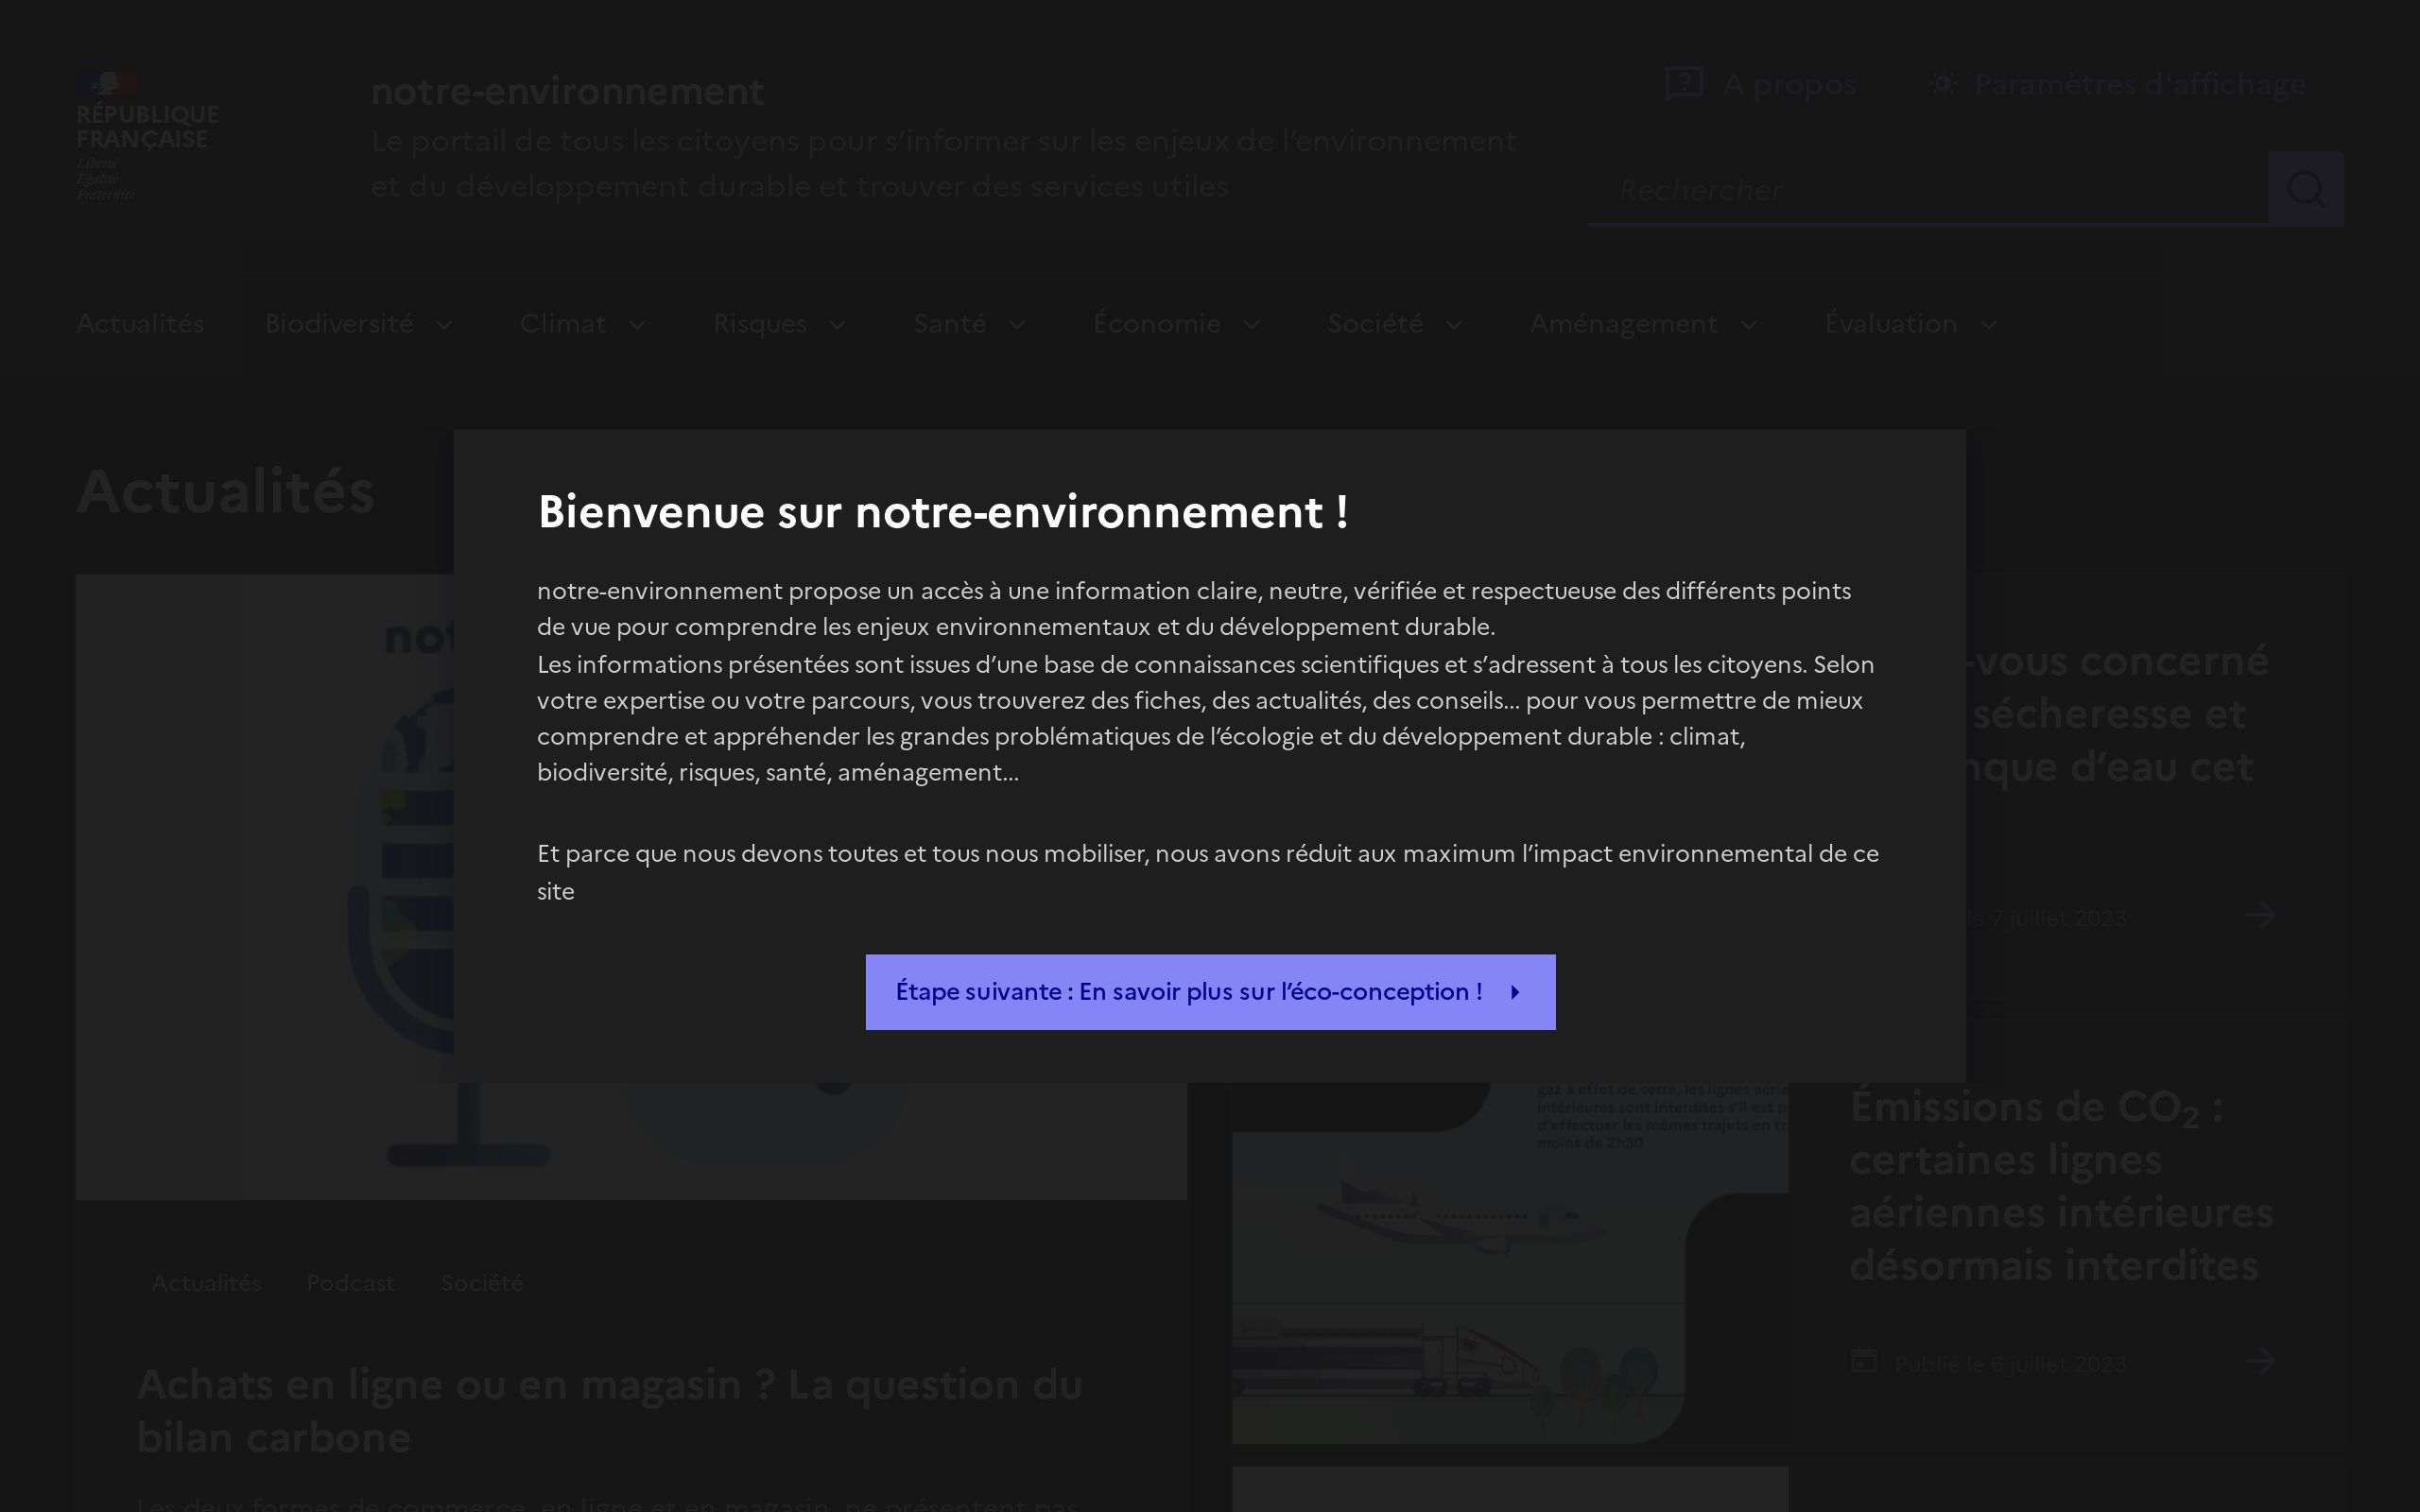 RÉPUBLIQUE
FRANÇAISE
Liberté
Égalité
Fraternité
notre-environnement
Le portail de tous les citoyens pour s’informer sur les enjeux de l’environnement
et du développement durable et trouver des services utiles
A propos
Paramètres d'affichage
Rechercher
Actualités
Biodiversité
Climat
Risques
Santé
Économie
Société
Aménagement
Évaluation
Actualités
Bienvenue sur notre-environnement !
notre-environnement propose un accès à une information claire, neutre, vérifiée et respectueuse des différents points
de vue pour comprendre les enjeux environnementaux et du développement durable.
Les informations présentées sont issues d’une base de connaissances scientifiques et s’adressent à tous les citoyens. Selon
votre expertise ou votre parcours, vous trouverez des fiches, des actualités, des conseils... pour vous permettre de mieux
comprendre et appréhender les grandes problématiques de l’écologie et du développement durable : climat,
biodiversité, risques, santé, aménagement...
Et parce que nous devons toutes et tous nous mobiliser, nous avons réduit aux maximum l’impact environnemental de ce
site
Étape suivante : En savoir plus sur l’éco-conception !
-vous concerné
sécheresse et
d’eau cet
le 7 juillet 2023
gaz à effet de serre, les lignes
intérieures sont interdites s'il est
d'effectuer les mêmes trajets en
moins de 2h30
Émissions de CO₂ :
certaines lignes
aériennes intérieures
désormais interdites
Publié le 6 juillet 2023
Actualités
Podcast
Société
Achats en ligne ou en magasin ? La question du
bilan carbone
Les deux formes de commerce, en ligne et en magasin, ne présentent pas